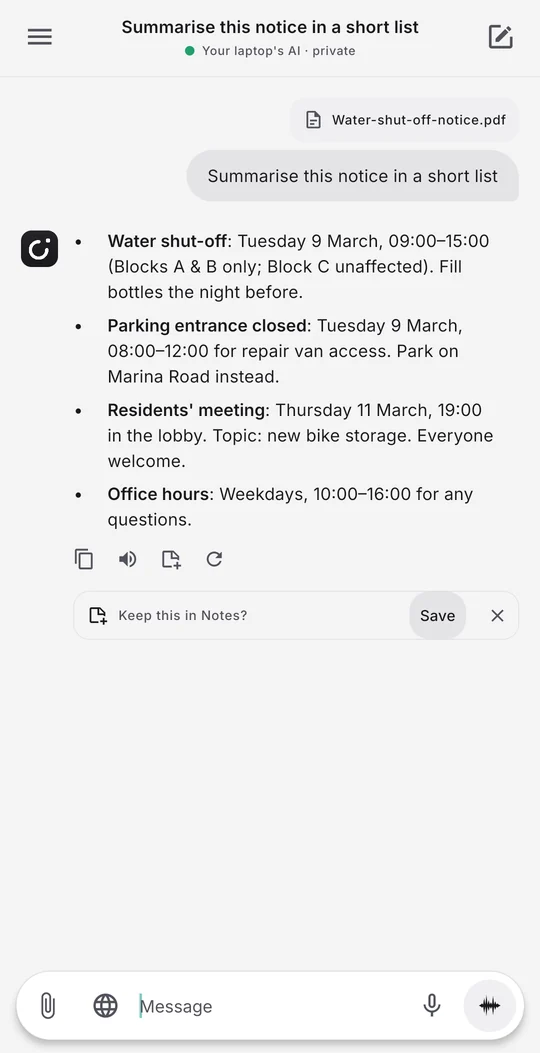 Summarise this notice in a short list
Your laptop's AI · private
Water-shut-off-notice.pdf
Summarise this notice in a short list
• Water shut-off: Tuesday 9 March, 09:00–15:00
(Blocks A & B only; Block C unaffected). Fill
bottles the night before.
• Parking entrance closed: Tuesday 9 March,
08:00–12:00 for repair van access. Park on
Marina Road instead.
• Residents' meeting: Thursday 11 March, 19:00
in the lobby. Topic: new bike storage. Everyone
welcome.
• Office hours: Weekdays, 10:00–16:00 for any
questions.
Keep this in Notes? Save
Message